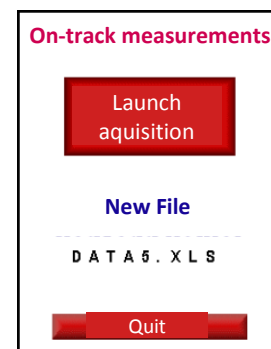 On-track measurements
Launch
aquisition
New File
DATA5.XLS
Quit